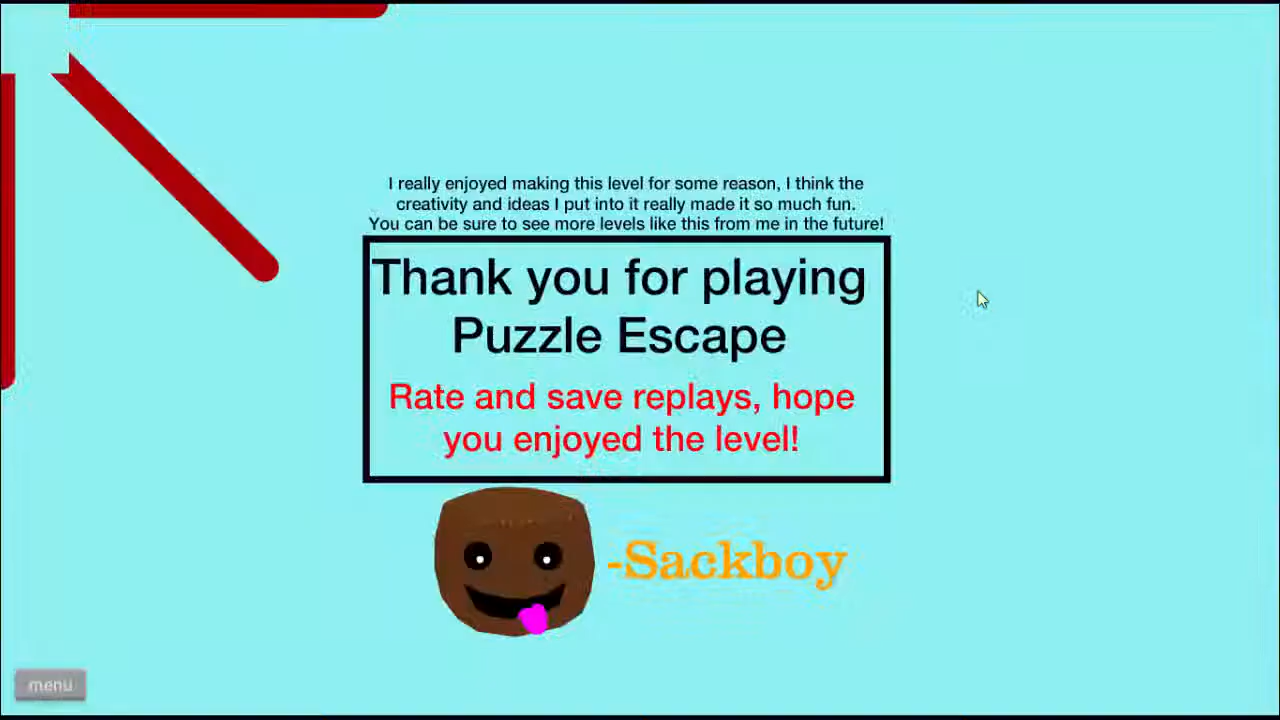 I really enjoyed making this level for some reason, I think the
creativity and ideas I put into it really made it so much fun.
You can be sure to see more levels like this from me in the future!
Thank you for playing
Puzzle Escape
Rate and save replays, hope
you enjoyed the level!
-Sackboy
menu